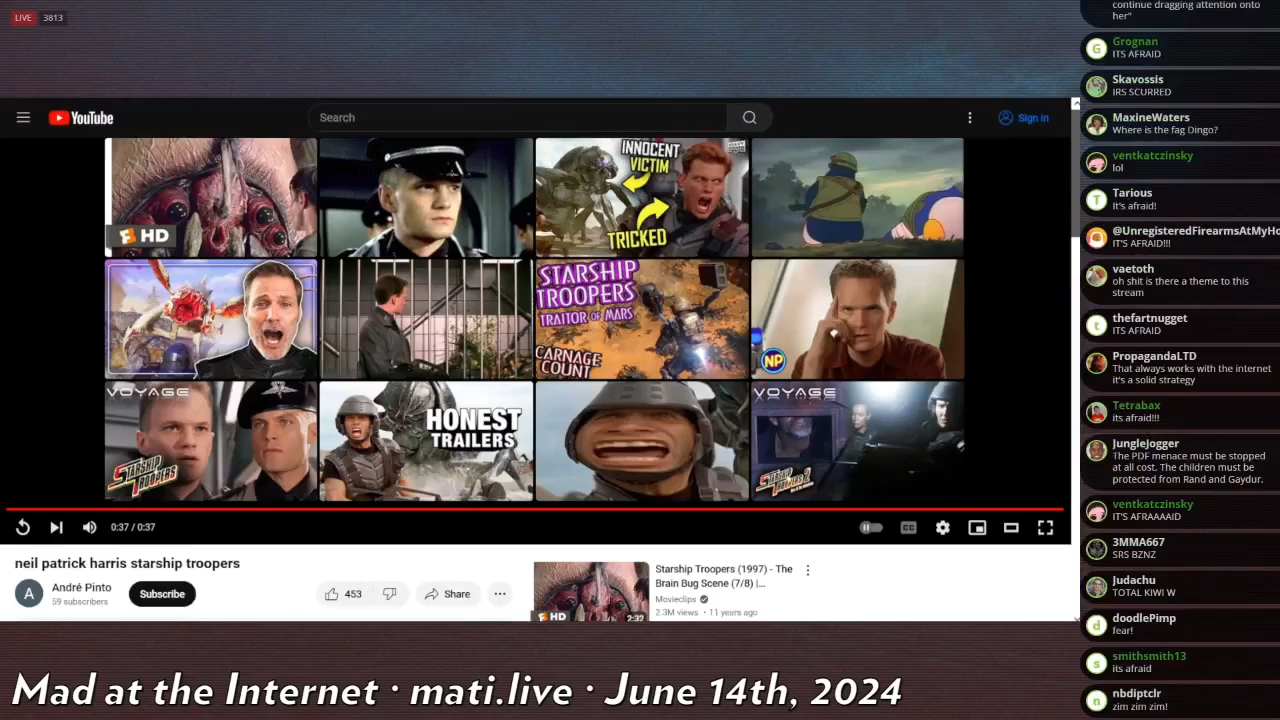 LIVE 3813
YouTube
Search
Sign in
HD
INNOCENT
VICTIM
TRICKED
STARSHIP
TROOPERS
TRAITOR OF MARS
CARNAGE
COUNT
NP
VOYAGE
STARSHIP
TROOPERS
HONEST
TRAILERS
VOYAGE
STARSHIP
TROOPERS 2
0:37 / 0:37
CC
neil patrick harris starship troopers
A
André Pinto
59 subscribers
Subscribe
453
Share
HD
2:32
Starship Troopers (1997) - The
Brain Bug Scene (7/8) |...
Movieclips
2.3M views • 11 years ago
Mad at the Internet · mati.live · June 14th, 2024
continue dragging attention onto
her"
G
Grognan
ITS AFRAID
Skavossis
IRS SCURRED
MaxineWaters
Where is the fag Dingo?
ventkatczinsky
lol
T
Tarious
It's afraid!
@UnregisteredFirearmsAtMyHo
IT'S AFRAID!!!
vaetoth
oh shit is there a theme to this
stream
t
thefartnugget
ITS AFRAID
PropagandaLTD
That always works with the internet
it's a solid strategy
Tetrabax
its afraid!!!
JungleJogger
The PDF menace must be stopped
at all cost. The children must be
protected from Rand and Gaydur.
ventkatczinsky
IT'S AFRAAAAID
3MMA667
SRS BZNZ
Judachu
TOTAL KIWI W
d
doodlePimp
fear!
s
smithsmith13
its afraid
n
nbdiptclr
zim zim zim!